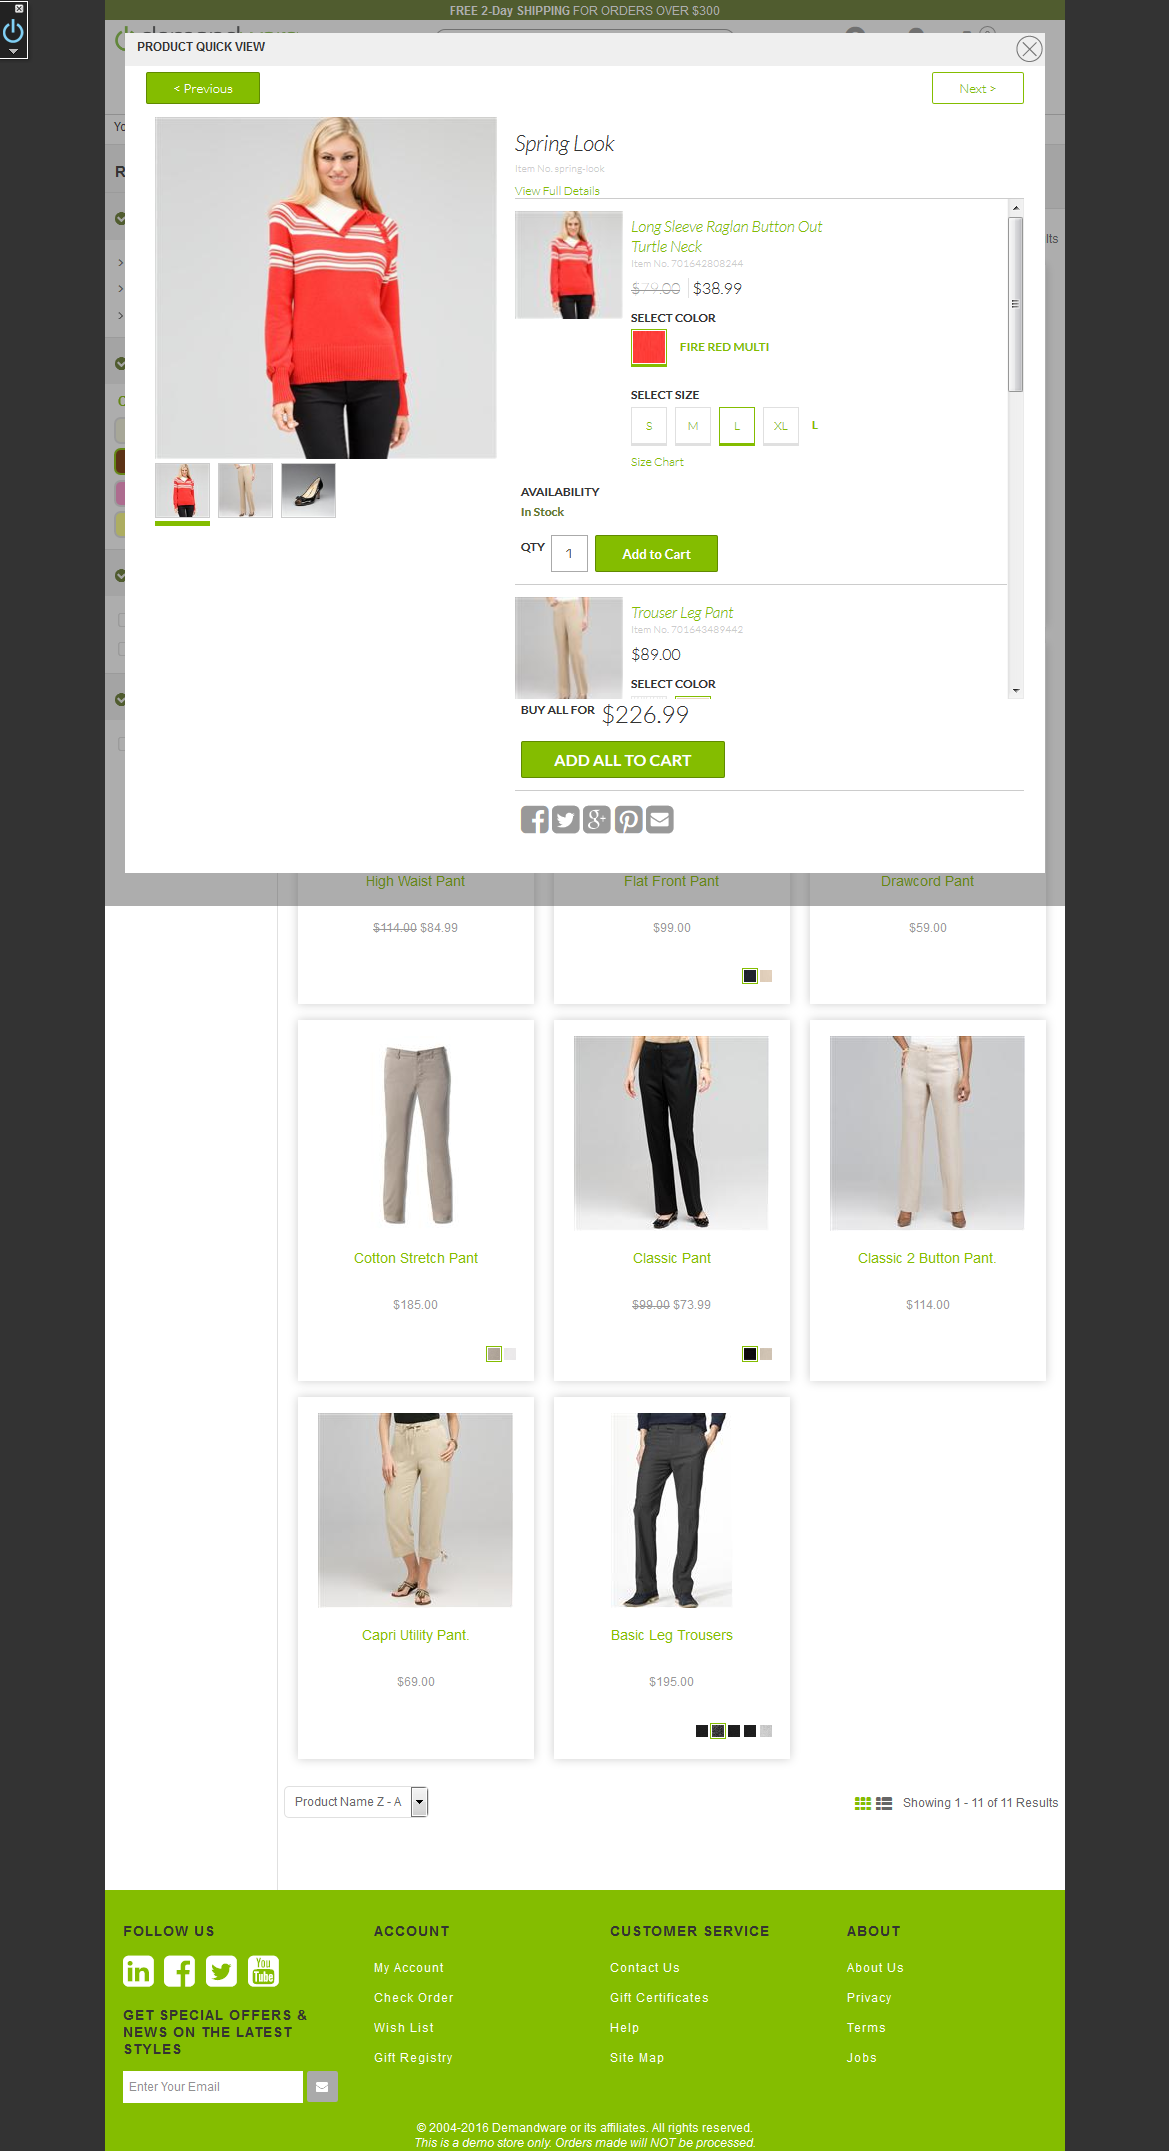 FREE 2-Day SHIPPING FOR ORDERS OVER $300
PRODUCT QUICK VIEW
< Previous
Next >
Spring Look
Item No. spring-look
View Full Details
Long Sleeve Raglan Button Out
Turtle Neck
Item No. 701642808244
$79.00 $38.99
SELECT COLOR
FIRE RED MULTI
SELECT SIZE
S M L XL L
Size Chart
AVAILABILITY
In Stock
QTY 1 Add to Cart
Trouser Leg Pant
Item No. 701643489442
$89.00
SELECT COLOR
BUY ALL FOR $226.99
ADD ALL TO CART
High Waist Pant
$114.00 $84.99
Flat Front Pant
$99.00
Drawcord Pant
$59.00
Cotton Stretch Pant
$185.00
Classic Pant
$99.00 $73.99
Classic 2 Button Pant.
$114.00
Capri Utility Pant.
$69.00
Basic Leg Trousers
$195.00
Product Name Z - A
Showing 1 - 11 of 11 Results
FOLLOW US
You
Tube
GET SPECIAL OFFERS &
NEWS ON THE LATEST
STYLES
Enter Your Email
ACCOUNT
My Account
Check Order
Wish List
Gift Registry
CUSTOMER SERVICE
Contact Us
Gift Certificates
Help
Site Map
ABOUT
About Us
Privacy
Terms
Jobs
© 2004-2016 Demandware or its affiliates. All rights reserved.
This is a demo store only. Orders made will NOT be processed.